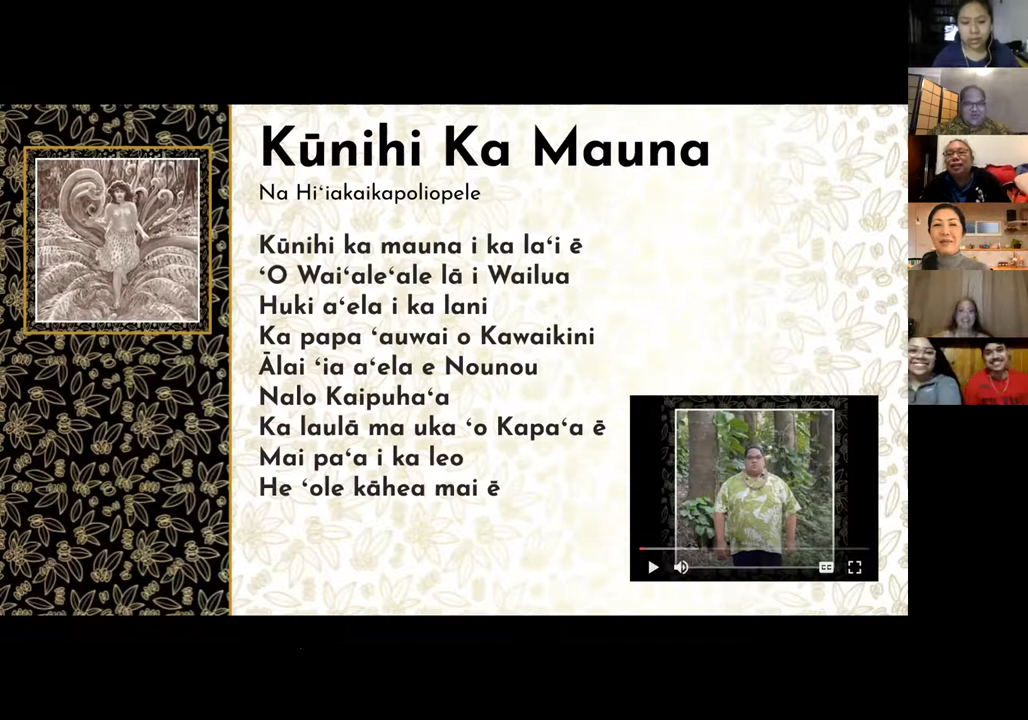 Kūnihi Ka Mauna
Na Hiʻiakaikapoliopele
Kūnihi ka mauna i ka laʻi ē
ʻO Waiʻaleʻale lā i Wailua
Huki aʻela i ka lani
Ka papa ʻauwai o Kawaikini
Ālai ʻia aʻela e Nounou
Nalo Kaipuhaʻa
Ka laulā ma uka ʻo Kapaʻa ē
Mai paʻa i ka leo
He ʻole kāhea mai ē
CC